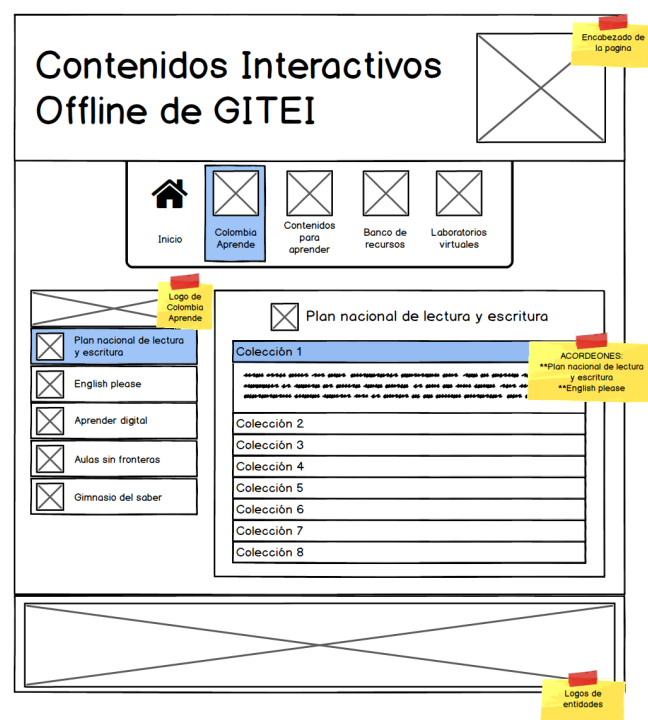 Contenidos Interactivos
Offline de GITEI
Encabezado de
la pagina
Inicio
Colombia
Aprende
Contenidos
para
aprender
Banco de
recursos
Laboratorios
virtuales
Logo de
Colombia
Aprende
Plan nacional de lectura
y escritura
English please
Aprender digital
Aulas sin fronteras
Gimnasio del saber
Plan nacional de lectura y escritura
Colección 1
ACORDEONES:
**Plan nacional de lectura
y escritura
**English please
Colección 2
Colección 3
Colección 4
Colección 5
Colección 6
Colección 7
Colección 8
Logos de
entidades